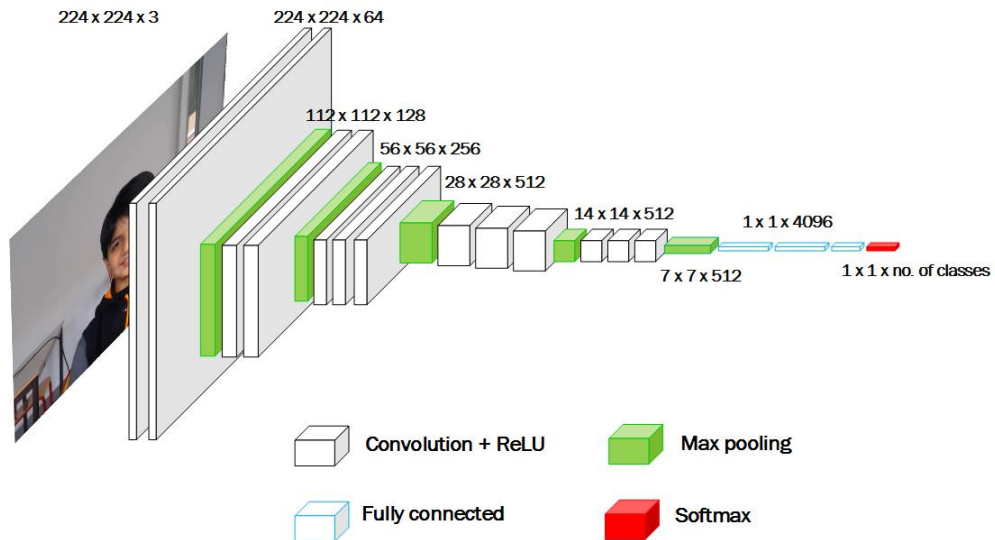 224 x 224 x 3
224 x 224 x 64
112 x 112 x 128
56 x 56 x 256
28 x 28 x 512
14 x 14 x 512
1 x 1 x 4096
7 x 7 x 512
1 x 1 x no. of classes
Convolution + ReLU
Max pooling
Fully connected
Softmax